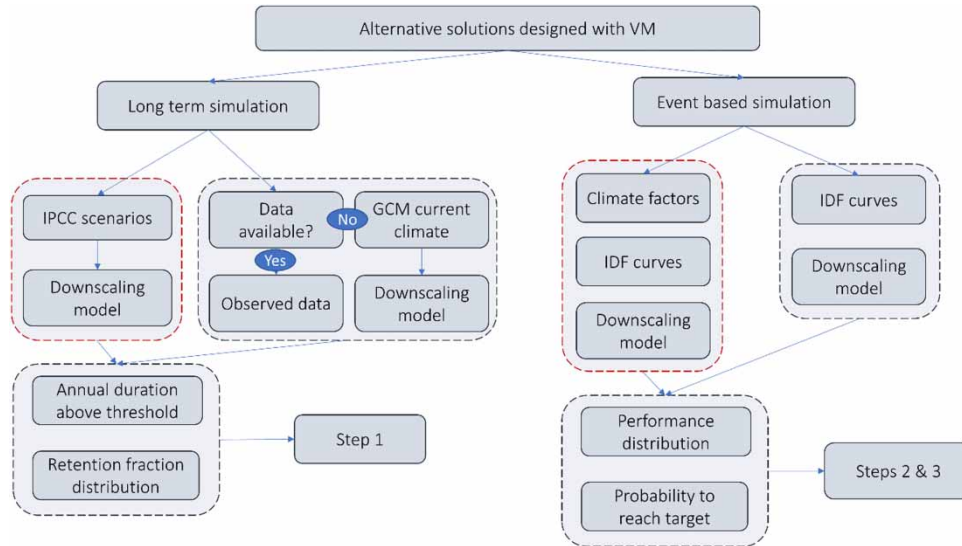 Alternative solutions designed with VM
Long term simulation
Event based simulation
IPCC scenarios
Downscaling
model
Data
available?
No
GCM current
climate
Yes
Observed data
Downscaling
model
Climate factors
IDF curves
Downscaling
model
IDF curves
Downscaling
model
Annual duration
above threshold
Retention fraction
distribution
Step 1
Performance
distribution
Probability to
reach target
Steps 2 & 3